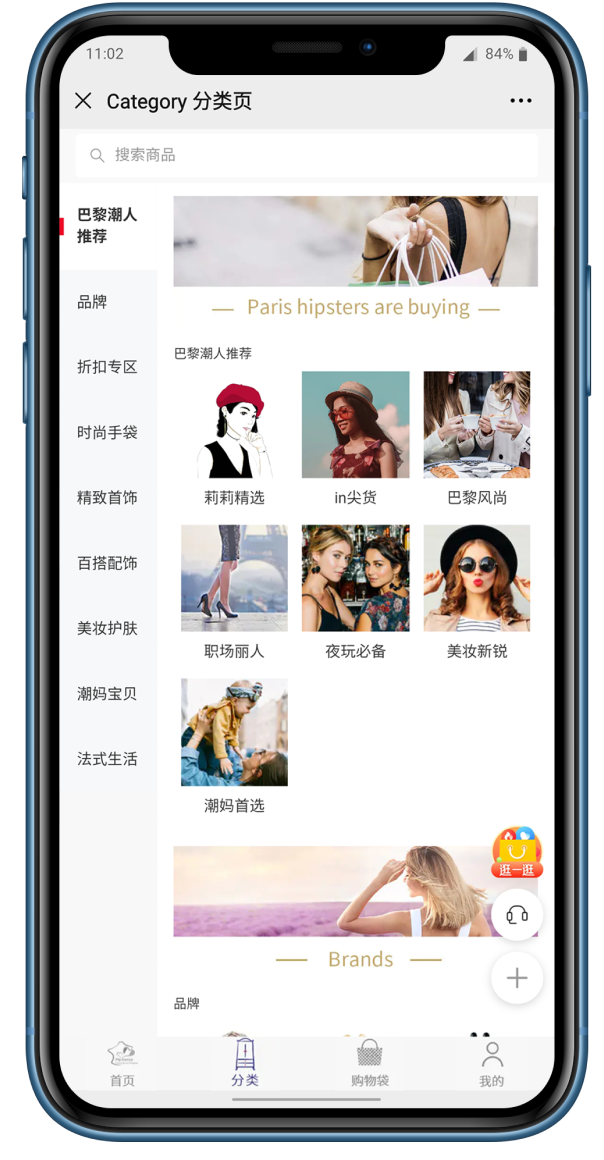 11:02
84%
Category 分类页
搜索商品
巴黎潮人
推荐
品牌
折扣专区
时尚手袋
精致首饰
百搭配饰
美妆护肤
潮妈宝贝
法式生活
Paris hipsters are buying
巴黎潮人推荐
莉莉精选
in尖货
巴黎风尚
职场丽人
夜玩必备
美妆新锐
潮妈首选
逛一逛
Brands
品牌
首页
分类
购物袋
我的